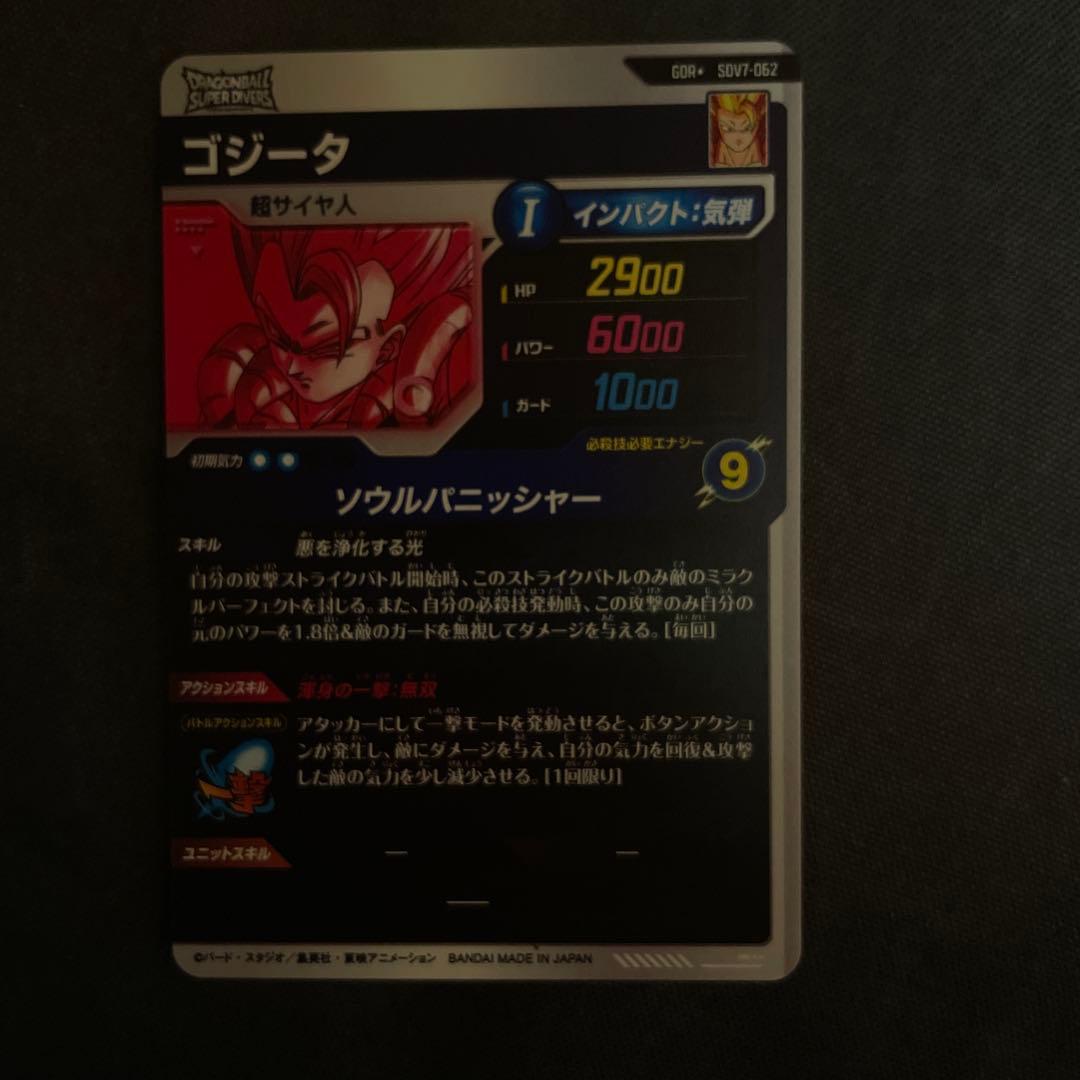 DRAGONBALL
SUPER DIVERS
GDR★ SDV7-062
ゴジータ
超サイヤ人
I インパクト:気弾
HP 2900
パワー 6000
ガード 1000
必殺技必要エナジー
9
初期気力
ソウルパニッシャー
スキル 悪を浄化する光
自分の攻撃ストライクバトル開始時、このストライクバトルのみ敵のミラク
ルパーフェクトを封じる。また、自分の必殺技発動時、この攻撃のみ自分の
元のパワーを1.8倍&敵のガードを無視してダメージを与える。[毎回]
アクションスキル 渾身の一撃:無双
バトルアクションスキル
アタッカーにして一撃モードを発動させると、ボタンアクショ
ンが発生し、敵にダメージを与え、自分の気力を回復&攻撃
した敵の気力を少し減少させる。[1回限り]
一撃
ユニットスキル — —
—
©バード・スタジオ／集英社・東映アニメーション BANDAI MADE IN JAPAN